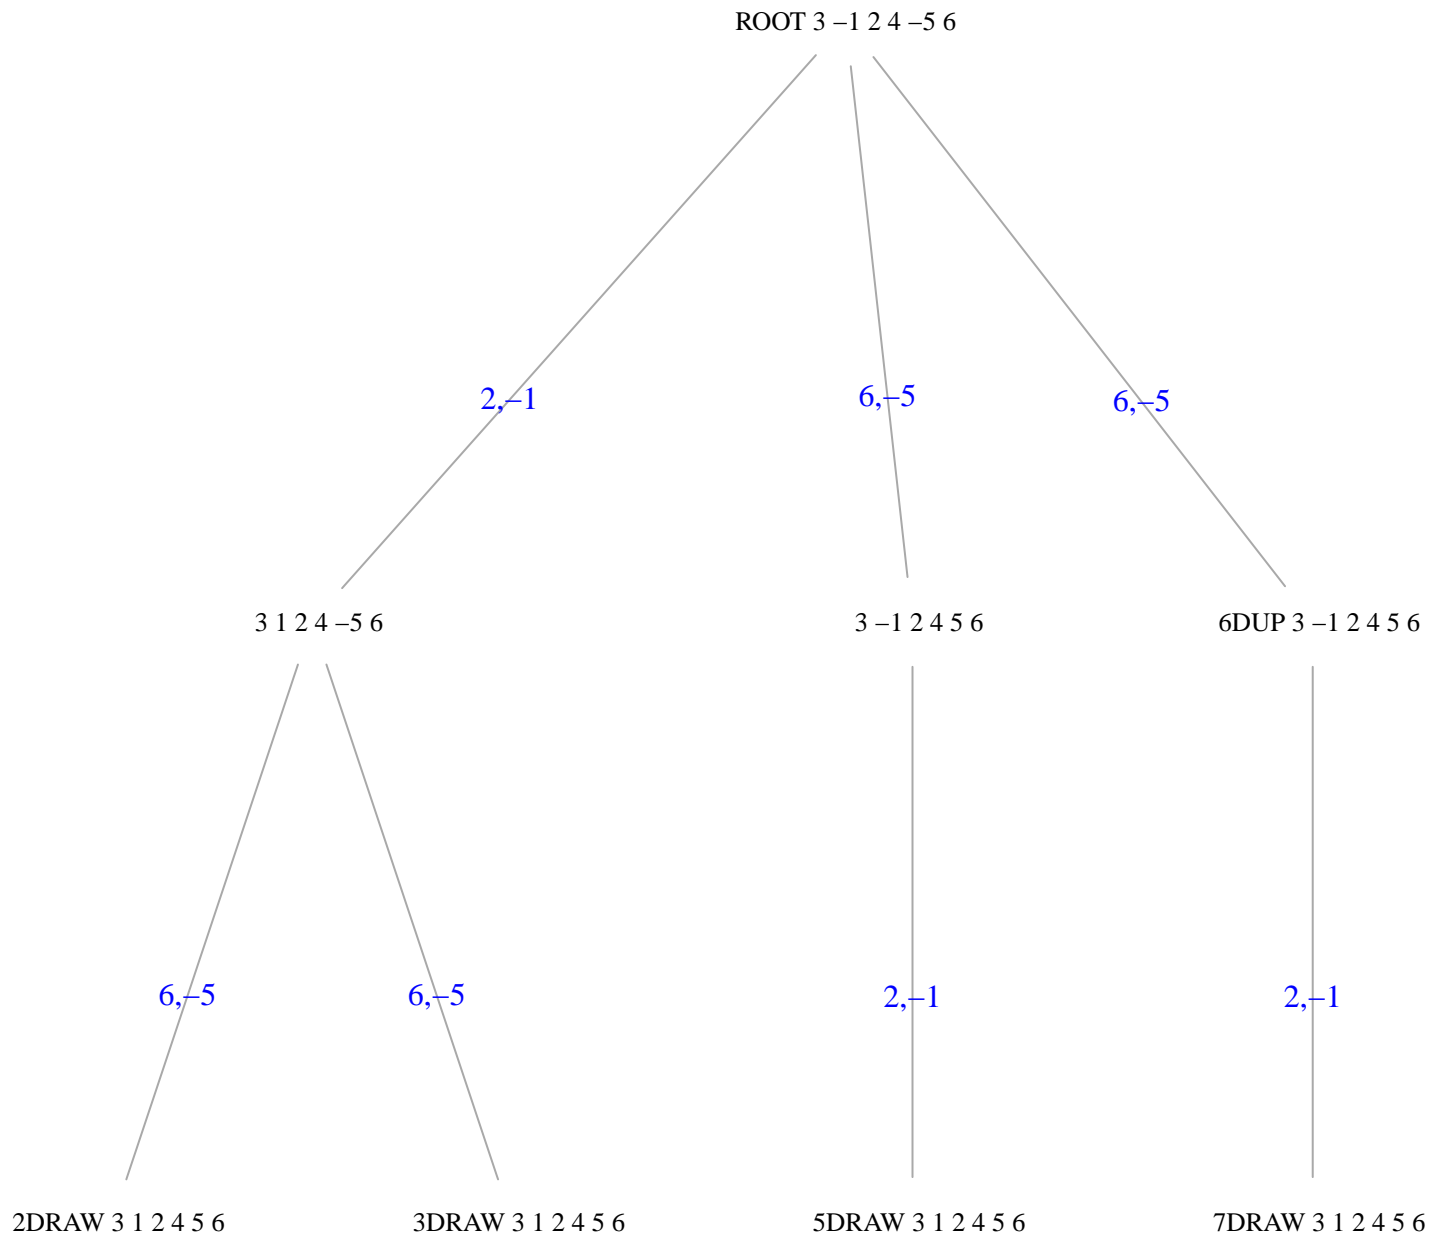 ROOT 3 –1 2 4 –5 6
2,–1
6,–5
6,–5
3 1 2 4 –5 6
3 –1 2 4 5 6
6DUP 3 –1 2 4 5 6
6,–5
6,–5
2,–1
2,–1
2DRAW 3 1 2 4 5 6
3DRAW 3 1 2 4 5 6
5DRAW 3 1 2 4 5 6
7DRAW 3 1 2 4 5 6